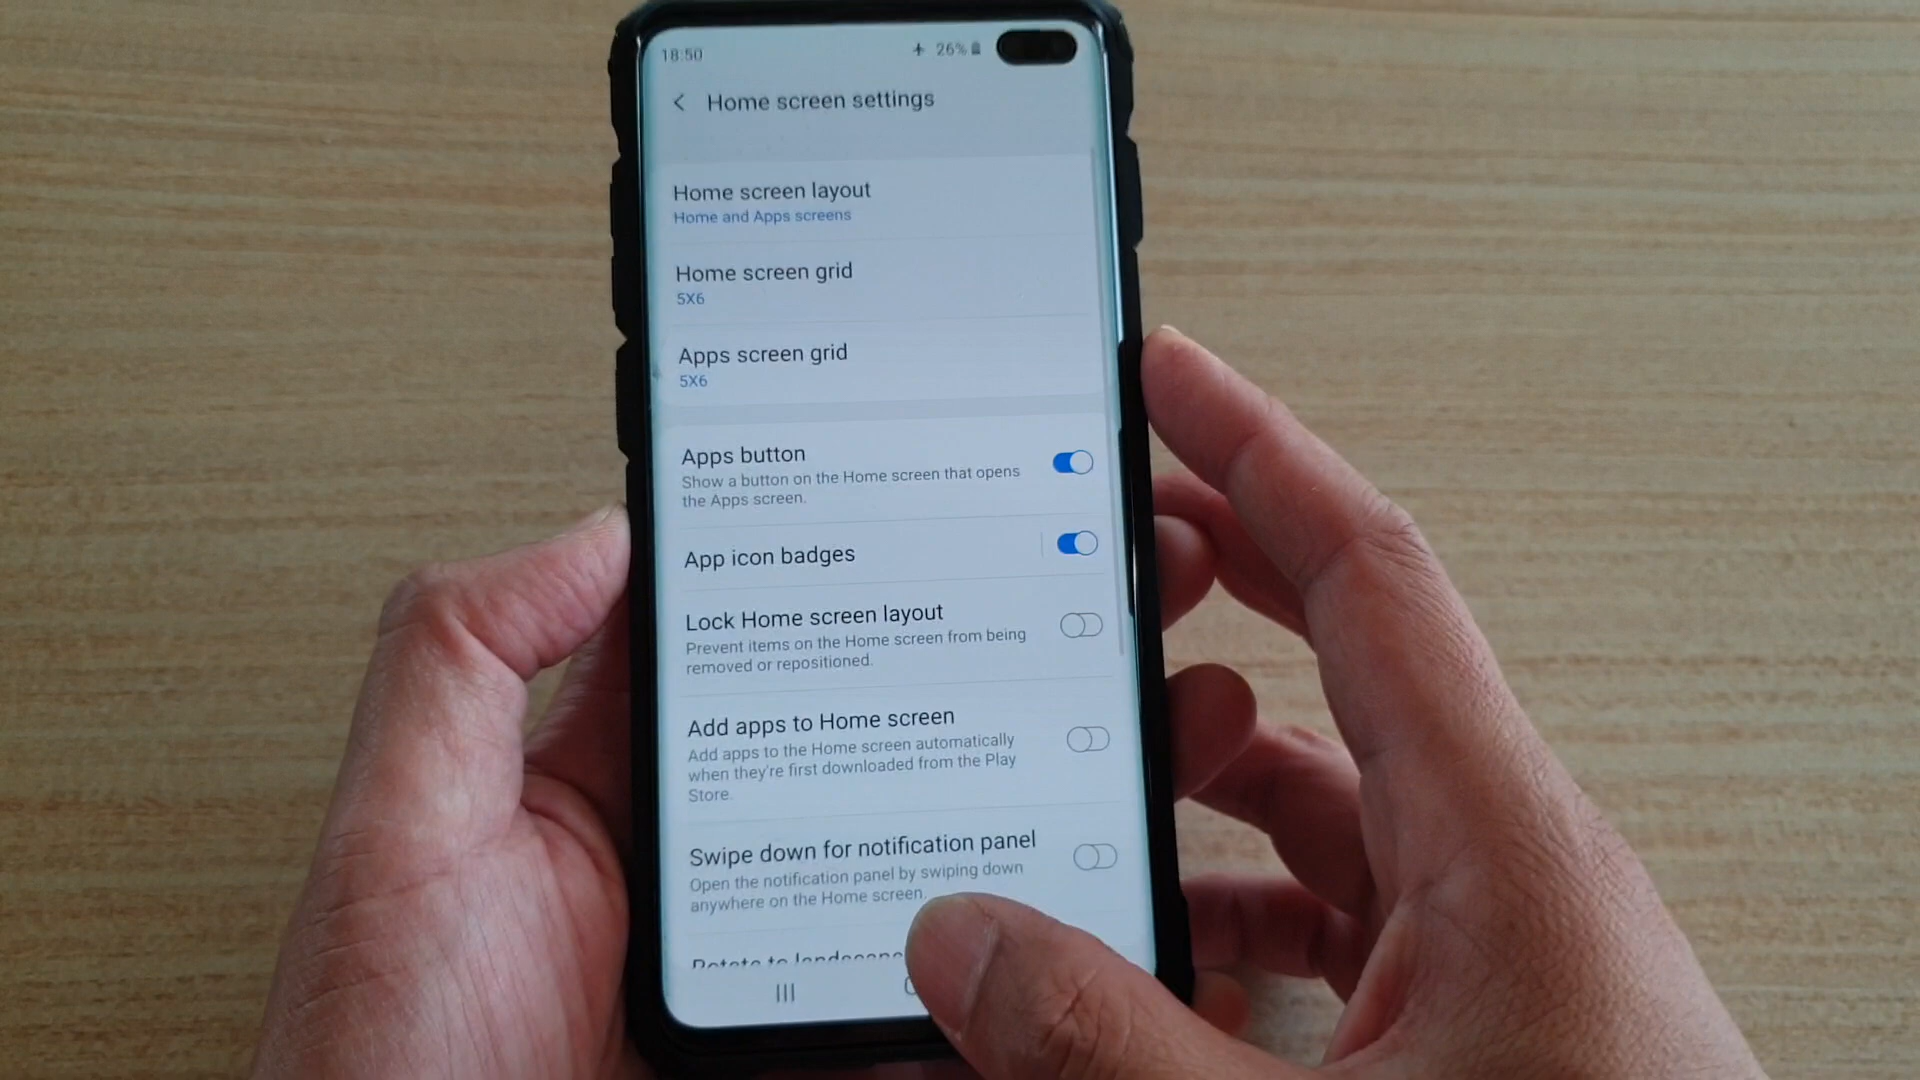 18:50
26%
Home screen settings
Home screen layout
Home and Apps screens
Home screen grid
5X6
Apps screen grid
5X6
Apps button
Show a button on the Home screen that opens
the Apps screen.
App icon badges
Lock Home screen layout
Prevent items on the Home screen from being
removed or repositioned.
Add apps to Home screen
Add apps to the Home screen automatically
when they're first downloaded from the Play
Store.
Swipe down for notification panel
Open the notification panel by swiping down
anywhere on the Home screen.
Rotate to landscape